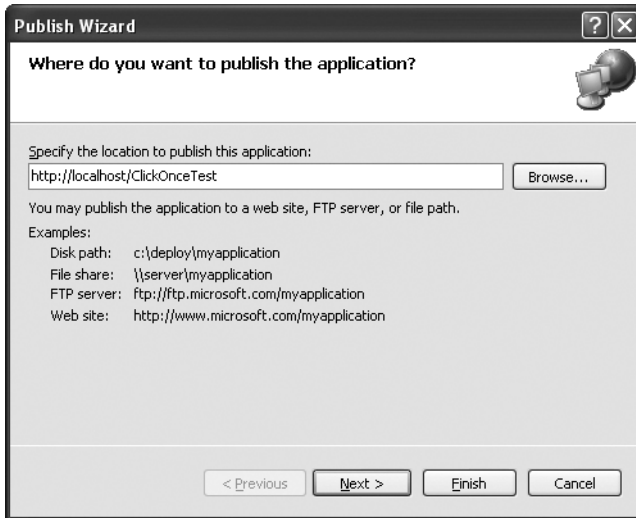 Publish Wizard
Where do you want to publish the application?
Specify the location to publish this application:
http://localhost/ClickOnceTest
Browse...
You may publish the application to a web site, FTP server, or file path.
Examples:
Disk path: c:\deploy\myapplication
File share: \\server\myapplication
FTP server: ftp://ftp.microsoft.com/myapplication
Web site: http://www.microsoft.com/myapplication
< Previous Next > Finish Cancel